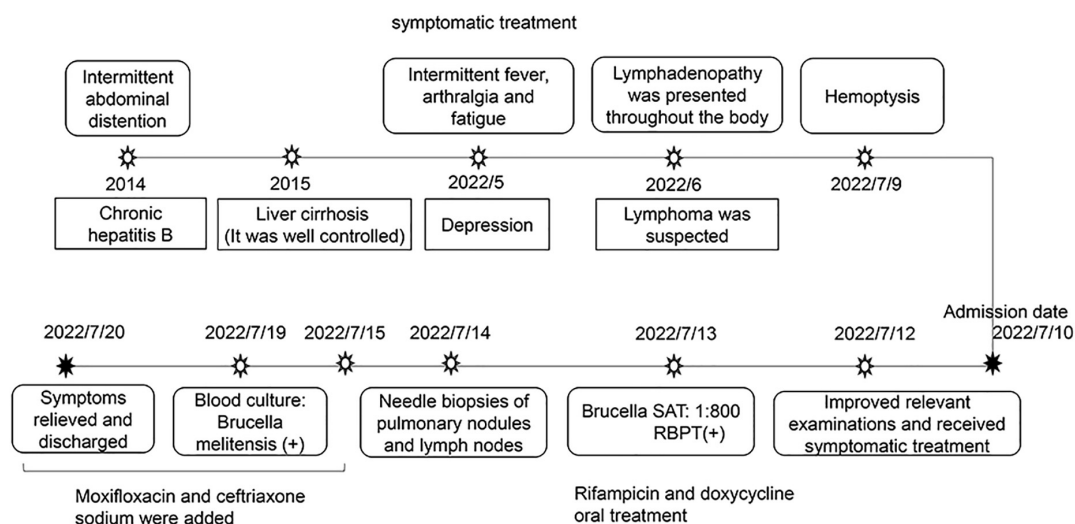 symptomatic treatment
Intermittent
abdominal
distention
Intermittent fever,
arthralgia and
fatigue
Lymphadenopathy
was presented
throughout the body
Hemoptysis
2014
2015
2022/5
2022/6
2022/7/9
Chronic
hepatitis B
Liver cirrhosis
(It was well controlled)
Depression
Lymphoma was
suspected
Admission date
2022/7/10
2022/7/12
2022/7/13
2022/7/14
2022/7/15
2022/7/19
2022/7/20
Improved relevant
examinations and received
symptomatic treatment
Brucella SAT: 1:800
RBPT(+)
Needle biopsies of
pulmonary nodules
and lymph nodes
Blood culture:
Brucella
melitensis (+)
Symptoms
relieved and
discharged
Rifampicin and doxycycline
oral treatment
Moxifloxacin and ceftriaxone
sodium were added